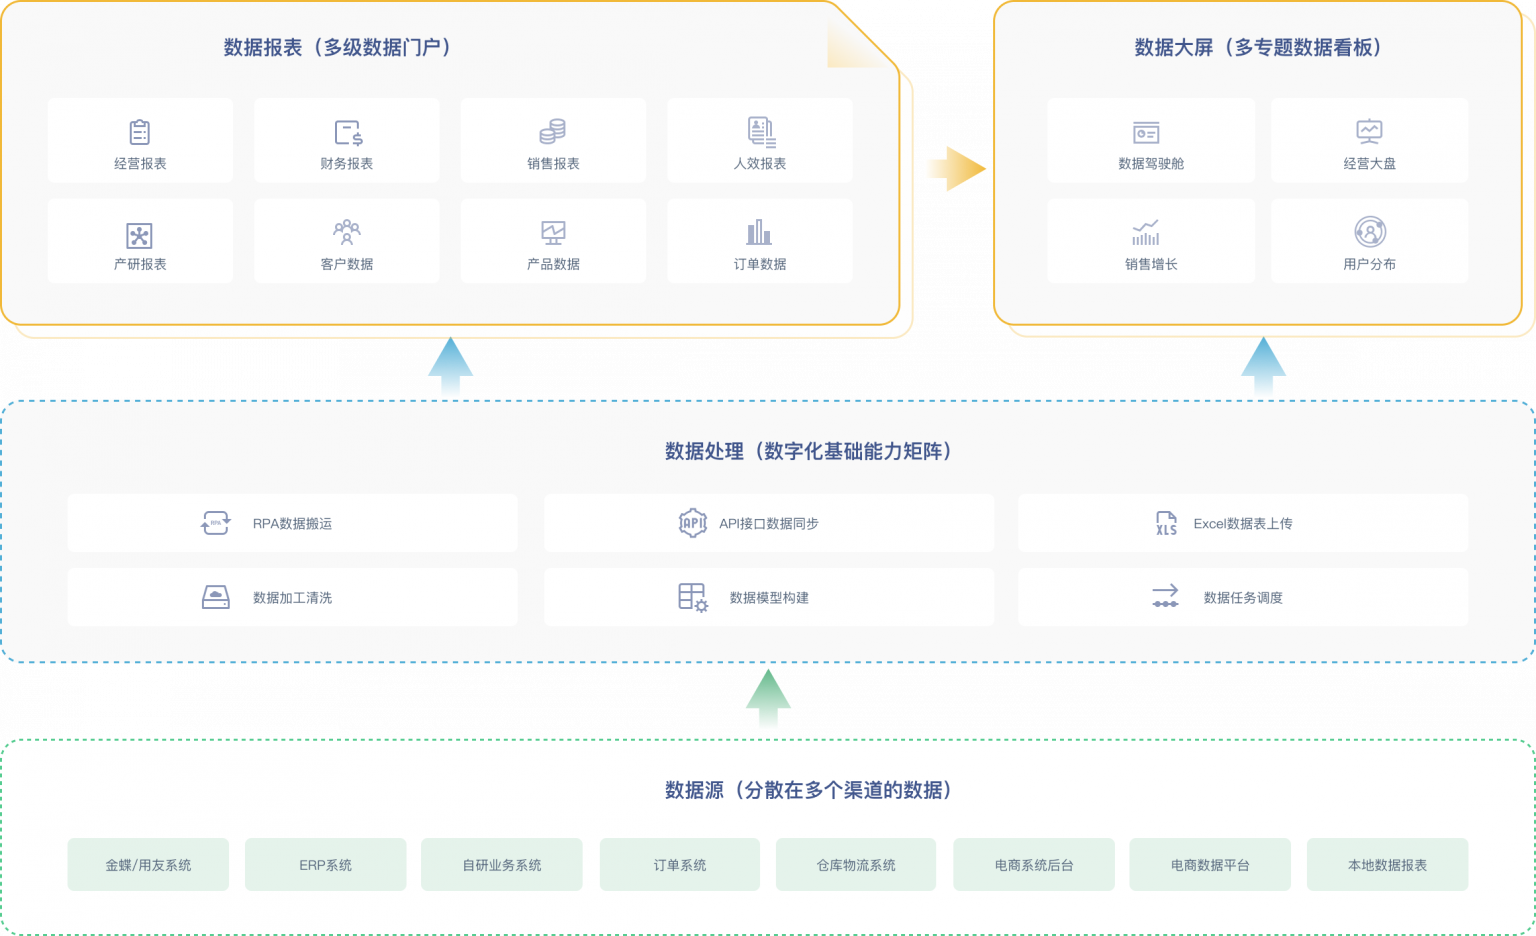 数据报表（多级数据门户）
经营报表
财务报表
销售报表
人效报表
产研报表
客户数据
产品数据
订单数据
数据大屏（多专题数据看板）
数据驾驶舱
经营大盘
销售增长
用户分布
数据处理（数字化基础能力矩阵）
RPA
RPA数据搬运
API
API接口数据同步
XLS
Excel数据表上传
数据加工清洗
数据模型构建
数据任务调度
数据源（分散在多个渠道的数据）
金蝶/用友系统
ERP系统
自研业务系统
订单系统
仓库物流系统
电商系统后台
电商数据平台
本地数据报表